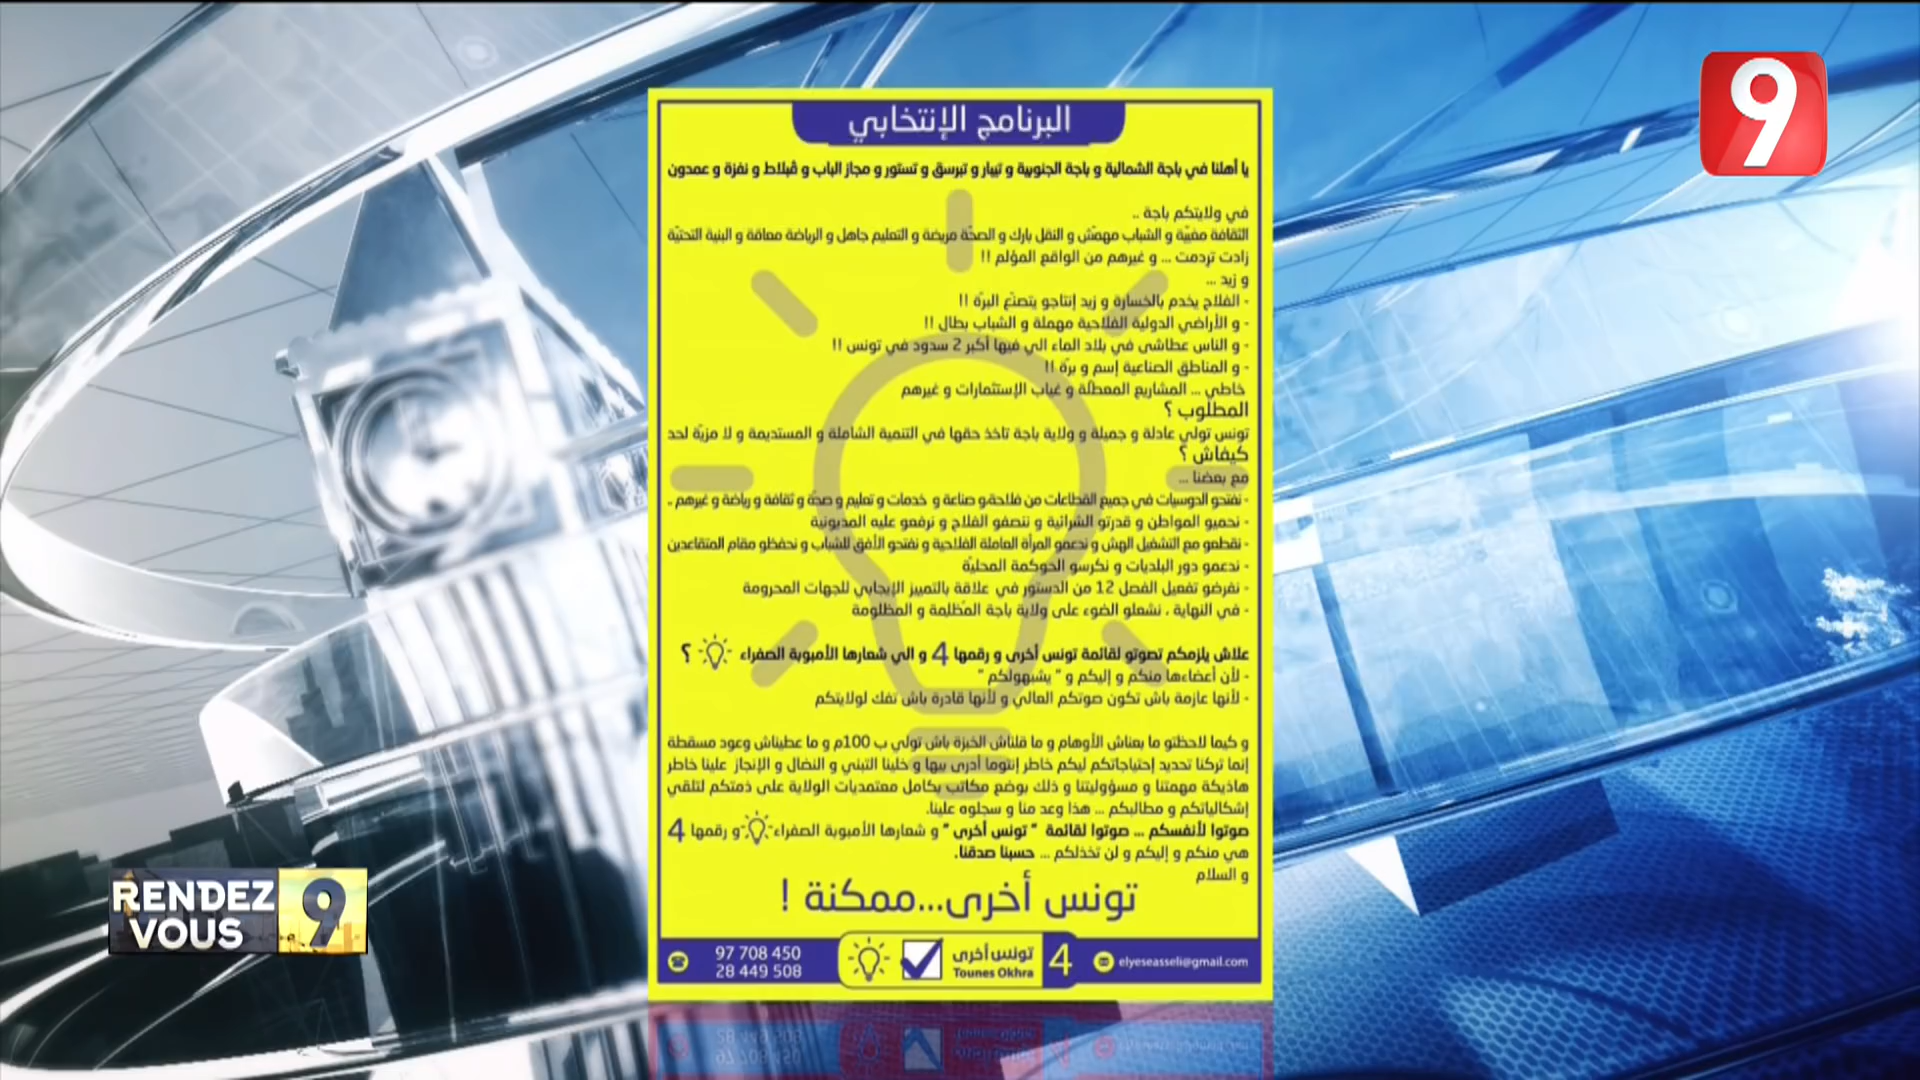 9
البرنامج الإنتخابي
يا أهلنا في باجة الشمالية و باجة الجنوبية و تيبار و تبرسق و تستور و مجاز الباب و ڨبلاط و نفزة و عمدون
في ولايتكم باجة ..
الثقافة مغيّبة و الشباب مهمّش و النقل بارك و الصحّة مريضة و التعليم جاهل و الرياضة معاقة و البنية التحتيّة
زادت تردمت ... و غيرهم من الواقع المؤلم !!
و زيد ...
- الفلاح يخدم بالخسارة و زيد إنتاجو يتصنّع البرّة !!
- و الأراضي الدولية الفلاحية مهملة و الشباب بطال !!
- و الناس عطاشى في بلاد الماء الي فيها أكبر 2 سدود في تونس !!
- و المناطق الصناعية إسم و برّة !!
خاطي ... المشاريع المعطلّة و غياب الإستثمارات و غيرهم
المطلوب ؟
تونس تولي عادلة و جميلة و ولاية باجة تاخذ حقها في التنمية الشاملة و المستديمة و لا مزيّة لحد
كيفاش ؟
مع بعضنا ...
- نفتحو الدوسيات في جميع القطاعات من فلاحة و صناعة و خدمات و تعليم و صحّة و ثقافة و رياضة و غيرهم ..
- نحميو المواطن و قدرتو الشرائية و ننصفو الفلاح و نرفعو عليه المديونية
- نقطعو مع التشغيل الهش و ندعمو المرأة العاملة الفلاحية و نفتحو الأفق للشباب و نحفظو مقام المتقاعدين
- ندعمو دور البلديات و نكرسو الحوكمة المحليّة
- نفرضو تفعيل الفصل 12 من الدستور في علاقة بالتمييز الإيجابي للجهات المحرومة
- في النهاية ، نشعلو الضوء على ولاية باجة المظلمة و المظلومة
علاش يلزمكم تصوتو لقائمة تونس أخرى و رقمها 4 و الي شعارها الأمبوبة الصفراء ؟
- لأن أعضاءها منكم و إليكم و " يشبهولكم "
- لأنها عازمة باش تكون صوتكم العالي و لأنها قادرة باش تفك لولايتكم
و كيما لاحظتو ما بعناش الأوهام و ما قلناش الخبزة باش تولي ب 100م و ما عطيناش وعود مسقطة
إنما تركنا تحديد إحتياجاتكم ليكم خاطر إنتوما أدرى بيها و خلينا التبني و النضال و الإنجاز علينا خاطر
هاذيكة مهمتنا و مسؤوليتنا و ذلك بوضع مكاتب بكامل معتمديات الولاية على ذمتكم لتلقي
إشكالياتكم و مطالبكم ... هذا وعد منا و سجلوه علينا.
صوتوا لأنفسكم ... صوتوا لقائمة " تونس أخرى " و شعارها الأمبوبة الصفراء و رقمها 4
هي منكم و إليكم و لن تخذلكم ... حسبنا صدقنا.
و السلام
تونس أخرى...ممكنة !
97 708 450
28 449 508
تونس أخرى
Tounes Okhra
4
elyeseasseli@gmail.com
RENDEZ
VOUS
9